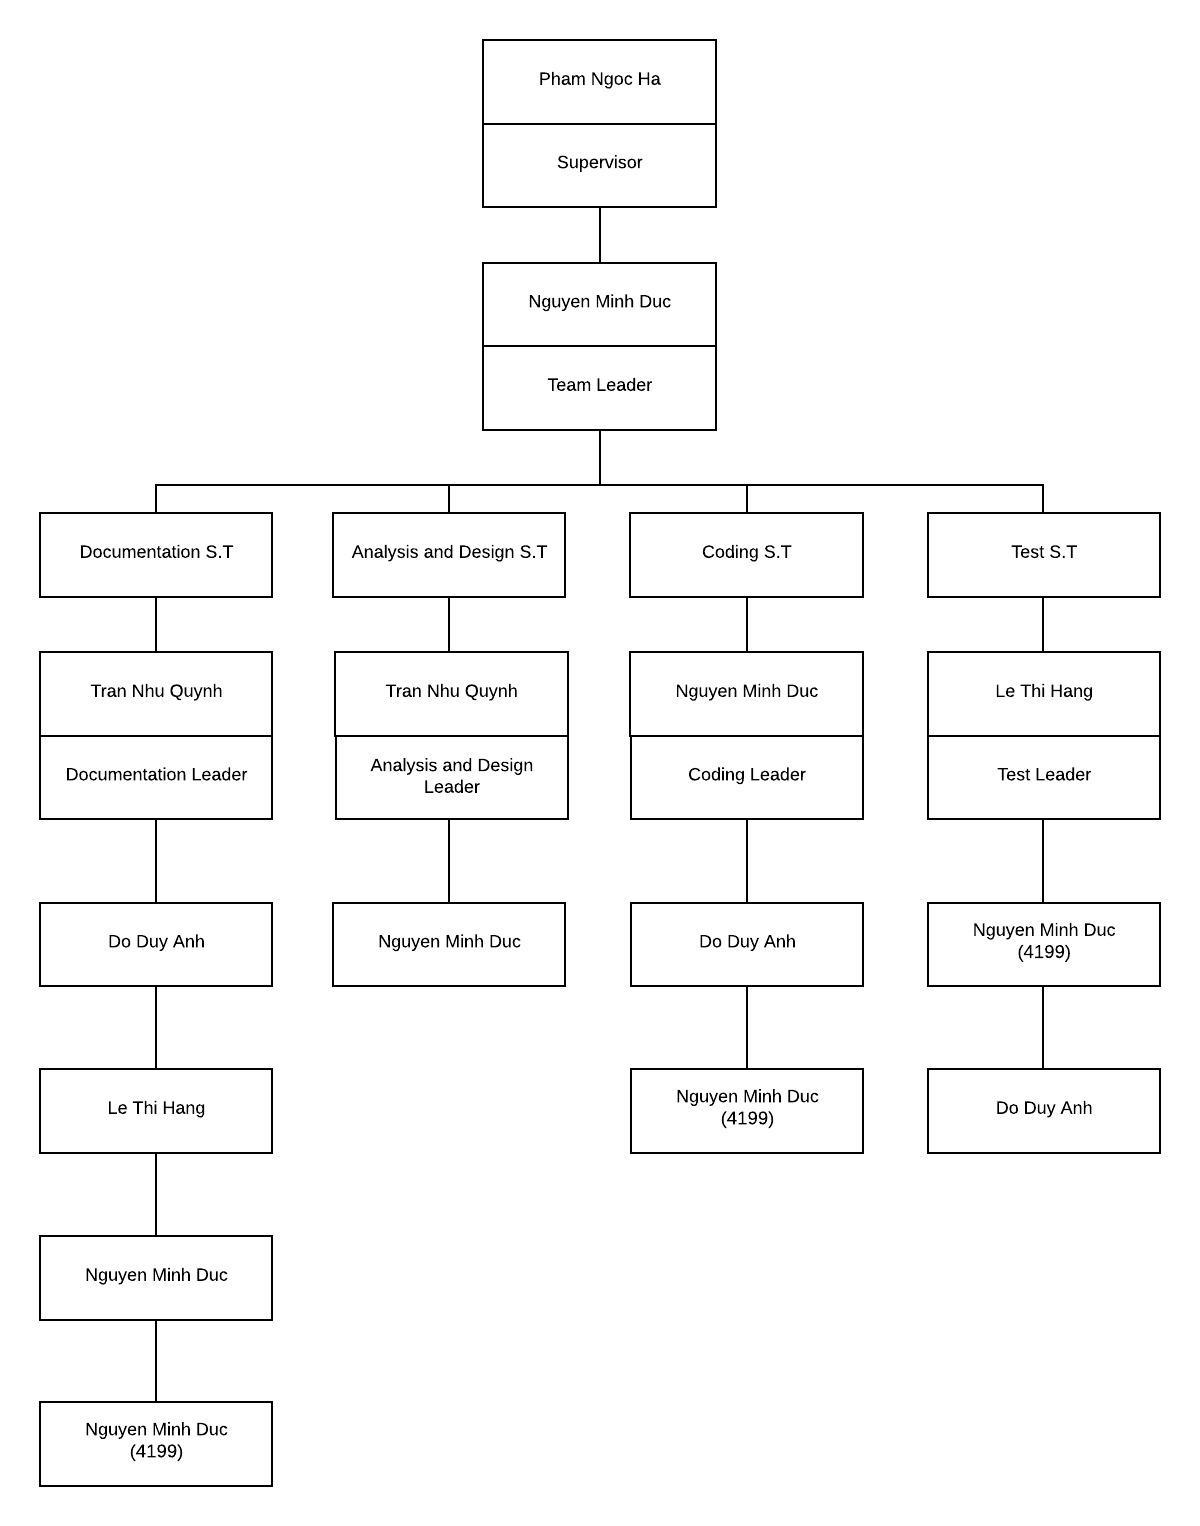 Pham Ngoc Ha
Supervisor
Nguyen Minh Duc
Team Leader
Documentation S.T
Analysis and Design S.T
Coding S.T
Test S.T
Tran Nhu Quynh
Documentation Leader
Tran Nhu Quynh
Analysis and Design
Leader
Nguyen Minh Duc
Coding Leader
Le Thi Hang
Test Leader
Do Duy Anh
Nguyen Minh Duc
Do Duy Anh
Nguyen Minh Duc
(4199)
Le Thi Hang
Nguyen Minh Duc
(4199)
Do Duy Anh
Nguyen Minh Duc
Nguyen Minh Duc
(4199)